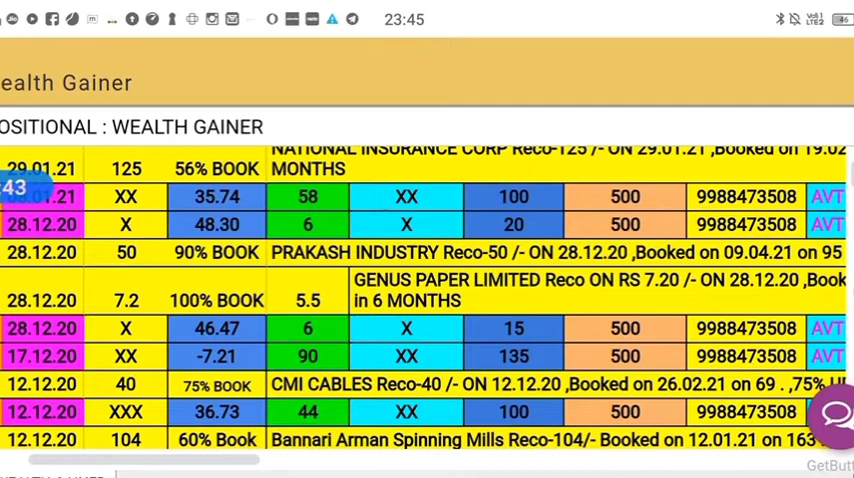 23:45
46
ealth Gainer
OSITIONAL : WEALTH GAINER
29.01.21 125 56% BOOK NATIONAL INSURANCE CORP Reco-125 /- ON 29.01.21 ,Booked on 19.02
MONTHS
:43
.01.21 XX 35.74 58 XX 100 500 9988473508 AVT
28.12.20 X 48.30 6 X 20 500 9988473508 AVT
28.12.20 50 90% BOOK PRAKASH INDUSTRY Reco-50 /- ON 28.12.20 ,Booked on 09.04.21 on 95
28.12.20 7.2 100% BOOK 5.5 GENUS PAPER LIMITED Reco ON RS 7.20 /- ON 28.12.20 ,Book
in 6 MONTHS
28.12.20 X 46.47 6 X 15 500 9988473508 AVT
17.12.20 XX -7.21 90 XX 135 500 9988473508 AVT
12.12.20 40 75% BOOK CMI CABLES Reco-40 /- ON 12.12.20 ,Booked on 26.02.21 on 69 . ,75%
12.12.20 XXX 36.73 44 XX 100 500 9988473508
12.12.20 104 60% Book Bannari Arman Spinning Mills Reco-104/- Booked on 12.01.21 on 163
GetButt